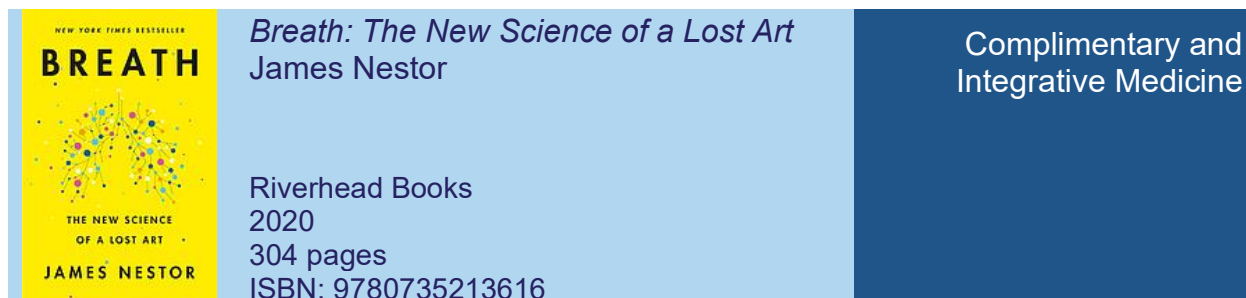 NEW YORK TIMES BESTSELLER
BREATH
THE NEW SCIENCE
OF A LOST ART
JAMES NESTOR
Breath: The New Science of a Lost Art
James Nestor
Riverhead Books
2020
304 pages
ISBN: 9780735213616
Complimentary and
Integrative Medicine